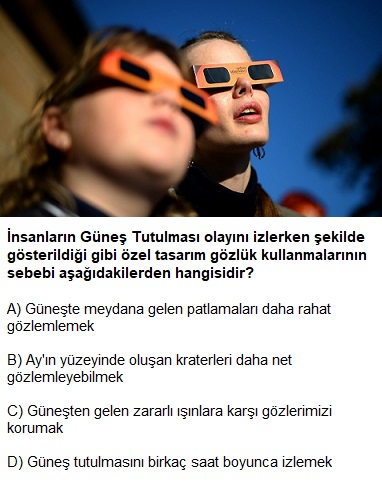 İnsanların Güneş Tutulması olayını izlerken şekilde
gösterildiği gibi özel tasarım gözlük kullanmalarının
sebebi aşağıdakilerden hangisidir?
A) Güneşte meydana gelen patlamaları daha rahat
gözlemlemek
B) Ay'ın yüzeyinde oluşan kraterleri daha net
gözlemleyebilmek
C) Güneşten gelen zararlı ışınlara karşı gözlerimizi
korumak
D) Güneş tutulmasını birkaç saat boyunca izlemek